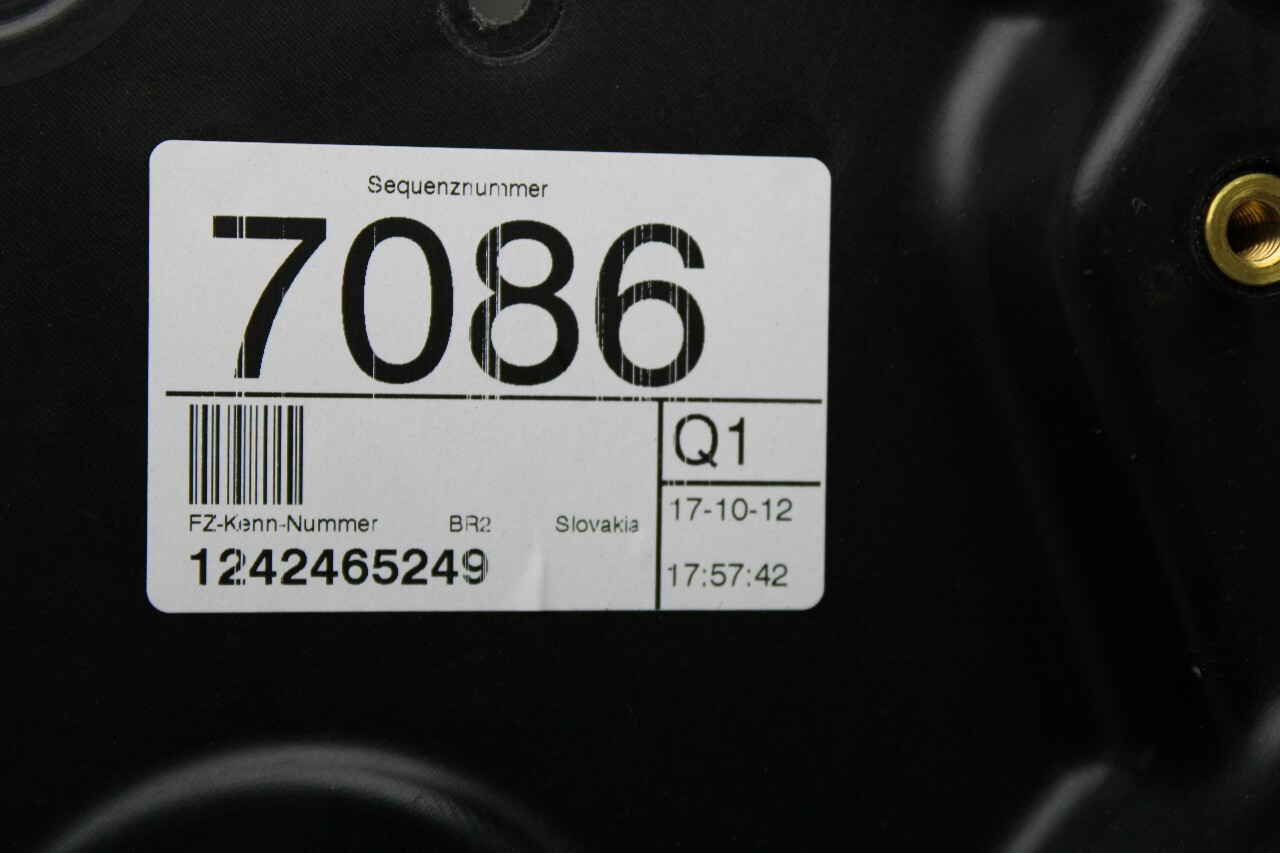 Sequenznummer
7086
Q1
FZ-Kenn-Nummer BR2 Slovakia
17-10-12
1242465249
17:57:42